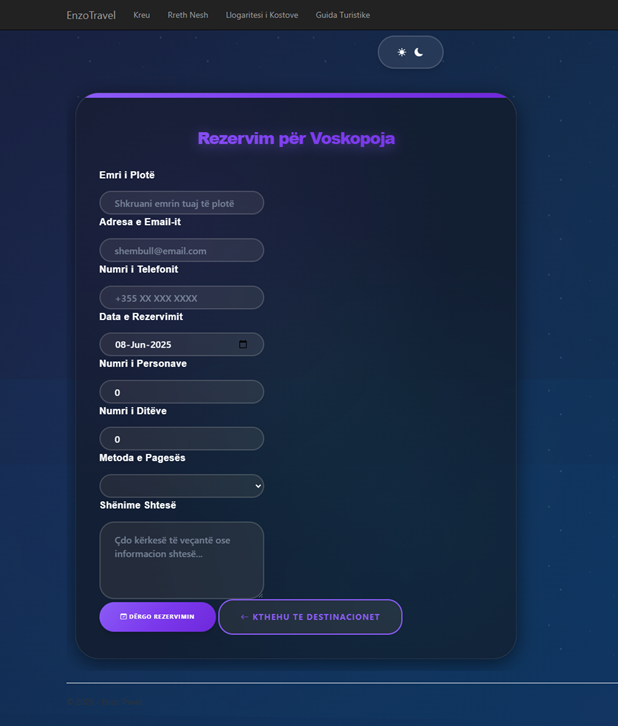 EnzoTravel Kreu Rreth Nesh Llogaritesi i Kostove Guida Turistike
Rezervim për Voskopoja
Emri i Plotë
Shkruani emrin tuaj të plotë
Adresa e Email-it
shembull@email.com
Numri i Telefonit
+355 XX XXX XXXX
Data e Rezervimit
08-Jun-2025
Numri i Personave
0
Numri i Ditëve
0
Metoda e Pagesës
Shënime Shtesë
Çdo kërkesë të veçantë ose
informacion shtesë...
DËRGO REZERVIMIN
KTHEHU TE DESTINACIONET